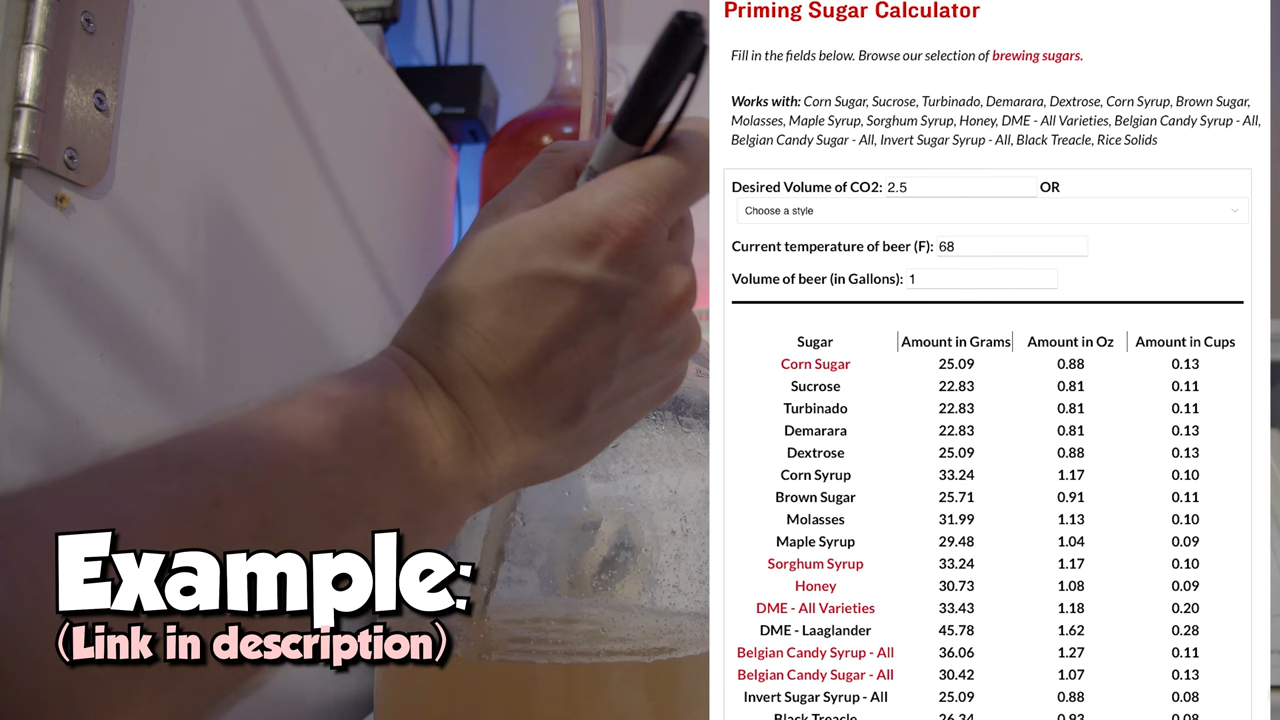 Priming Sugar Calculator
Fill in the fields below. Browse our selection of brewing sugars.
Works with: Corn Sugar, Sucrose, Turbinado, Demarara, Dextrose, Corn Syrup, Brown Sugar,
Molasses, Maple Syrup, Sorghum Syrup, Honey, DME - All Varieties, Belgian Candy Syrup - All,
Belgian Candy Sugar - All, Invert Sugar Syrup - All, Black Treacle, Rice Solids
Desired Volume of CO2: 2.5 OR
Choose a style
Current temperature of beer (F): 68
Volume of beer (in Gallons): 1
Sugar Amount in Grams Amount in Oz Amount in Cups
Corn Sugar 25.09 0.88 0.13
Sucrose 22.83 0.81 0.11
Turbinado 22.83 0.81 0.11
Demarara 22.83 0.81 0.13
Dextrose 25.09 0.88 0.13
Corn Syrup 33.24 1.17 0.10
Brown Sugar 25.71 0.91 0.11
Molasses 31.99 1.13 0.10
Maple Syrup 29.48 1.04 0.09
Sorghum Syrup 33.24 1.17 0.10
Honey 30.73 1.08 0.09
DME - All Varieties 33.43 1.18 0.20
DME - Laaglander 45.78 1.62 0.28
Belgian Candy Syrup - All 36.06 1.27 0.11
Belgian Candy Sugar - All 30.42 1.07 0.13
Invert Sugar Syrup - All 25.09 0.88 0.08
Black Treacle 26.34 0.93 0.08
Example:
(Link in description)